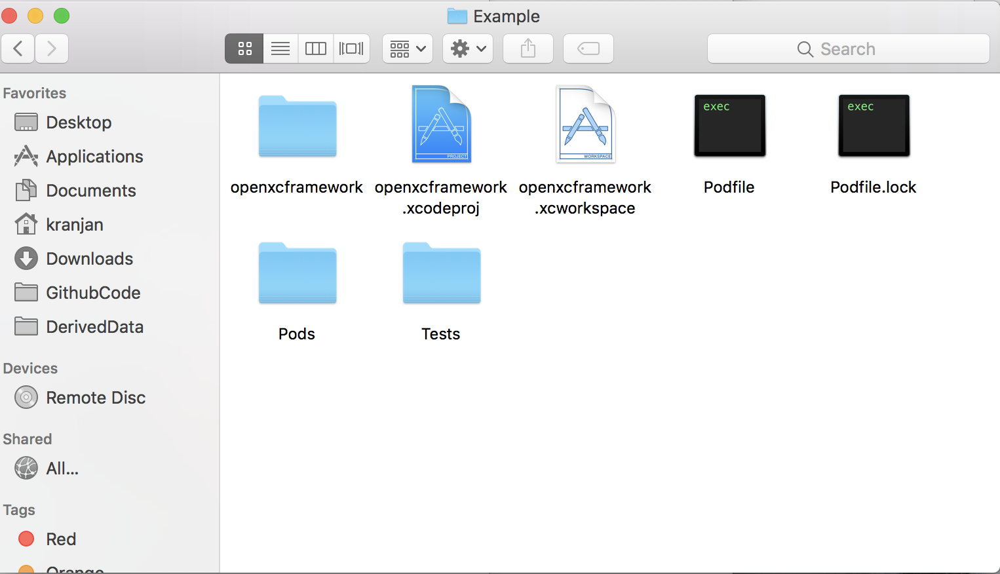 Example
Search
Favorites
Desktop
Applications
Documents
kranjan
Downloads
GithubCode
DerivedData
Devices
Remote Disc
Shared
All...
Tags
Red
Orange
PROJECT
WORKSPACE
exec
exec
openxcframework
openxcframework
.xcodeproj
openxcframework
.xcworkspace
Podfile
Podfile.lock
Pods
Tests